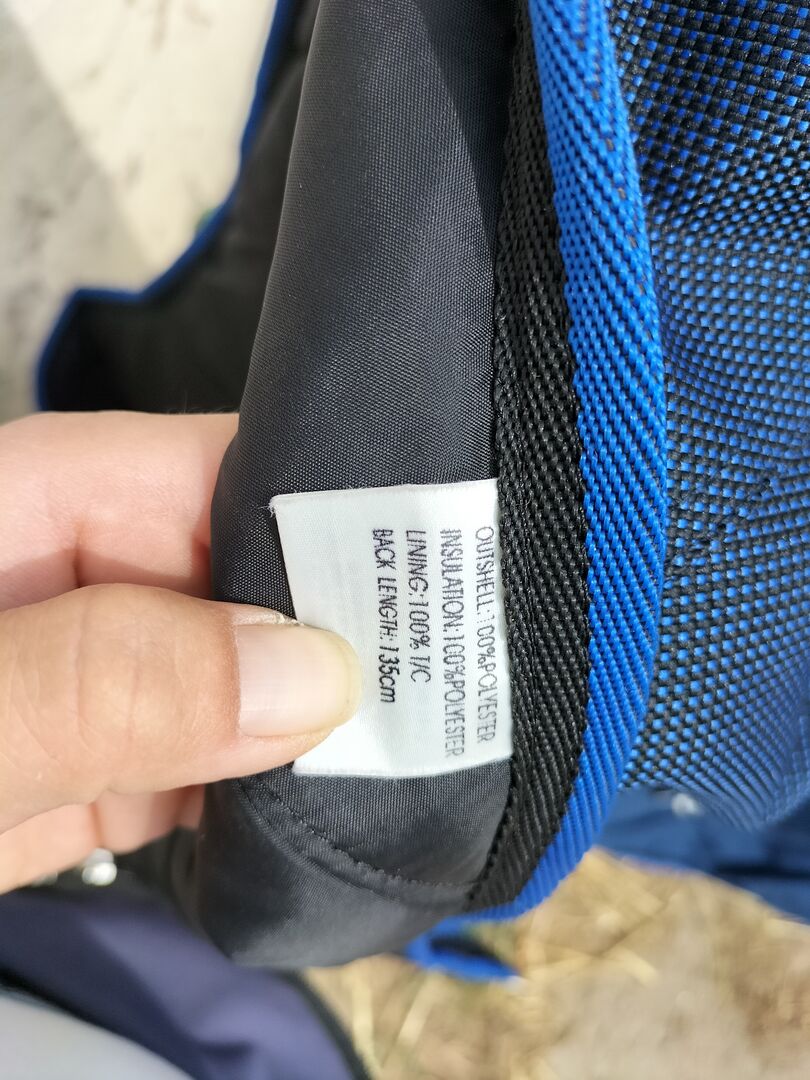 OUTSHELL:100%POLYESTER
INSULATION:100%POLYESTER
LINING:100% T/C
BACK LENGTH:135cm